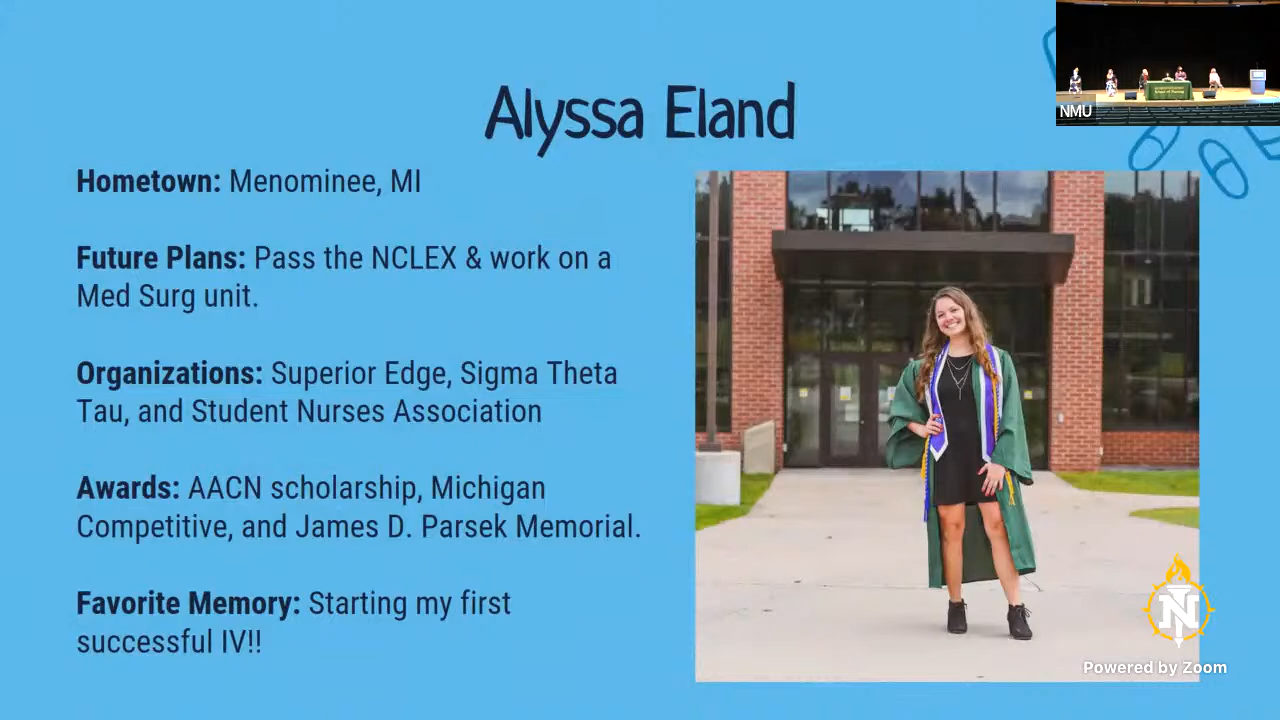 Alyssa Eland
NMU
Hometown: Menominee, MI
Future Plans: Pass the NCLEX & work on a
Med Surg unit.
Organizations: Superior Edge, Sigma Theta
Tau, and Student Nurses Association
Awards: AACN scholarship, Michigan
Competitive, and James D. Parsek Memorial.
Favorite Memory: Starting my first
successful IV!!
N
Powered by Zoom